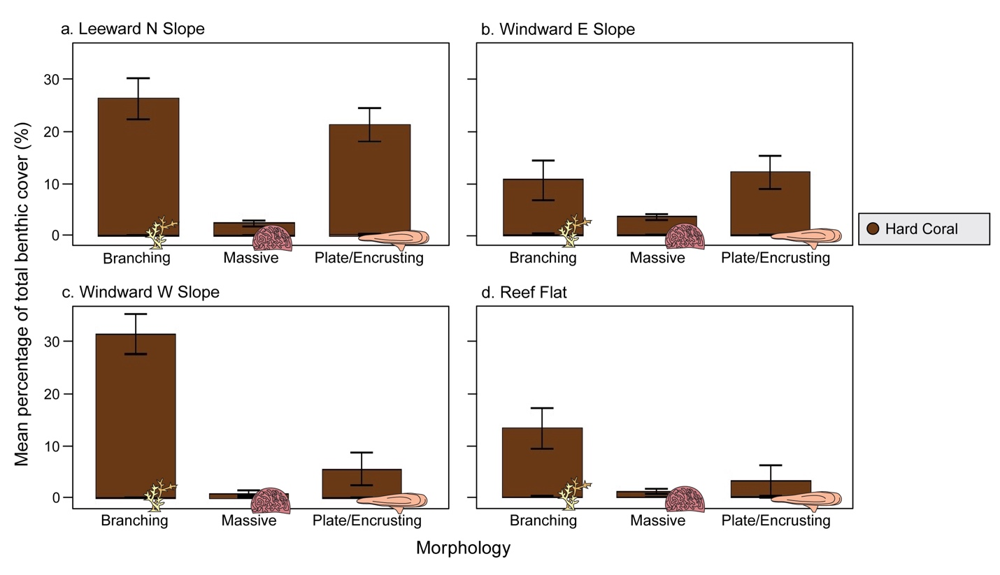 a. Leeward N Slope
b. Windward E Slope
30
20
10
0
Branching Massive Plate/Encrusting
Branching Massive Plate/Encrusting
Hard Coral
Mean percentage of total benthic cover (%)
c. Windward W Slope
d. Reef Flat
30
20
10
0
Branching Massive Plate/Encrusting
Branching Massive Plate/Encrusting
Morphology